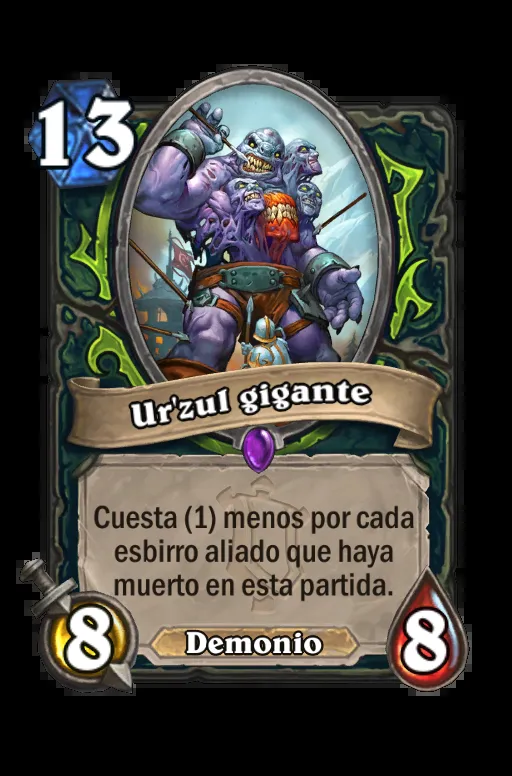 13
Ur'zul gigante
Cuesta (1) menos por cada
esbirro aliado que haya
muerto en esta partida.
8
Demonio
8